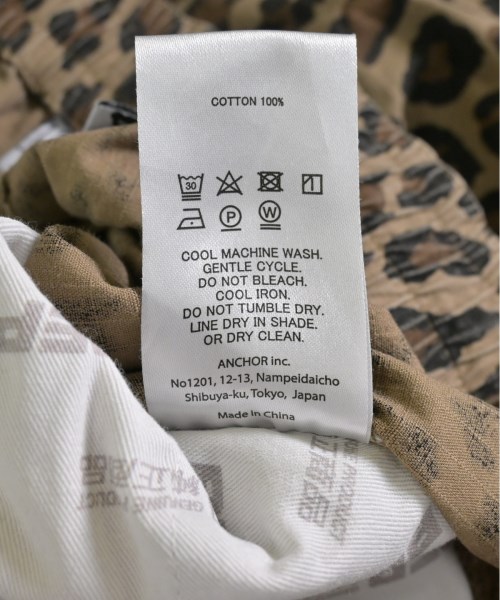 COTTON 100%
30
P W
COOL MACHINE WASH.
GENTLE CYCLE.
DO NOT BLEACH.
COOL IRON.
DO NOT TUMBLE DRY.
LINE DRY IN SHADE.
OR DRY CLEAN.
ANCHOR inc.
No1201, 12-13, Nampeidaicho
Shibuya-ku, Tokyo, Japan
Made in China